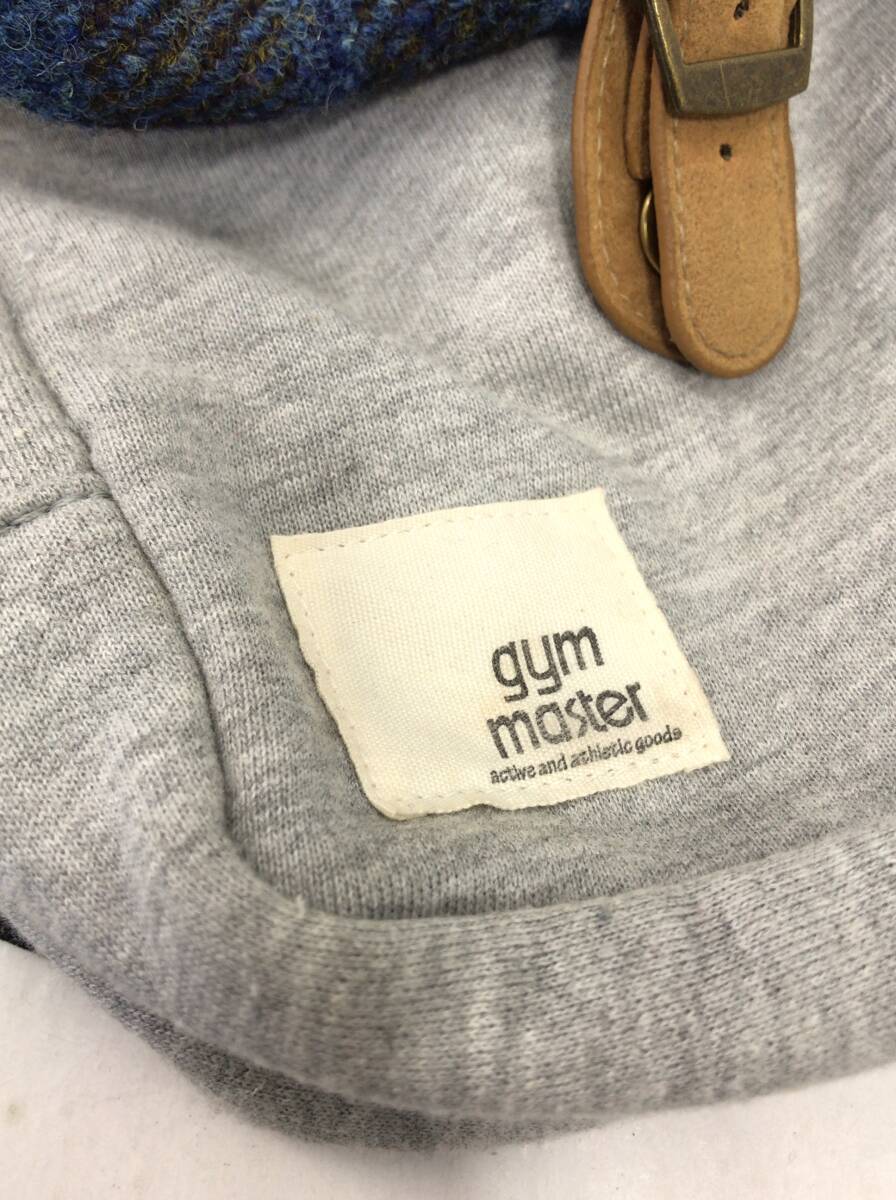 gym
master
active and athletic goods